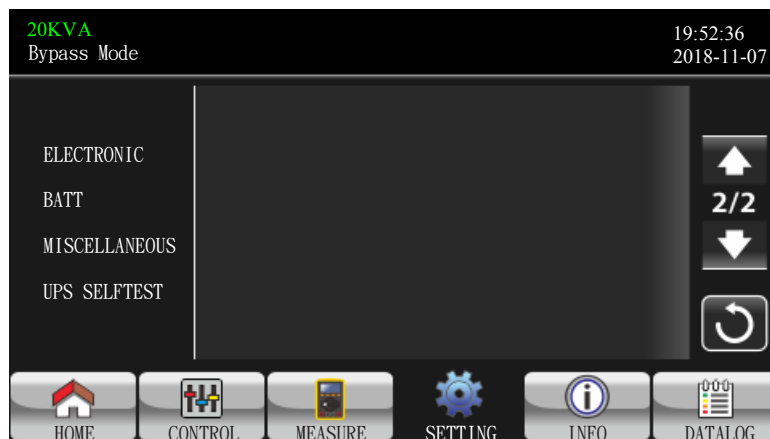 20KVA
Bypass Mode
19:52:36
2018-11-07
ELECTRONIC
BATT
MISCELLANEOUS
UPS SELFTEST
2/2
HOME
CONTROL
MEASURE
SETTING
INFO
DATALOG